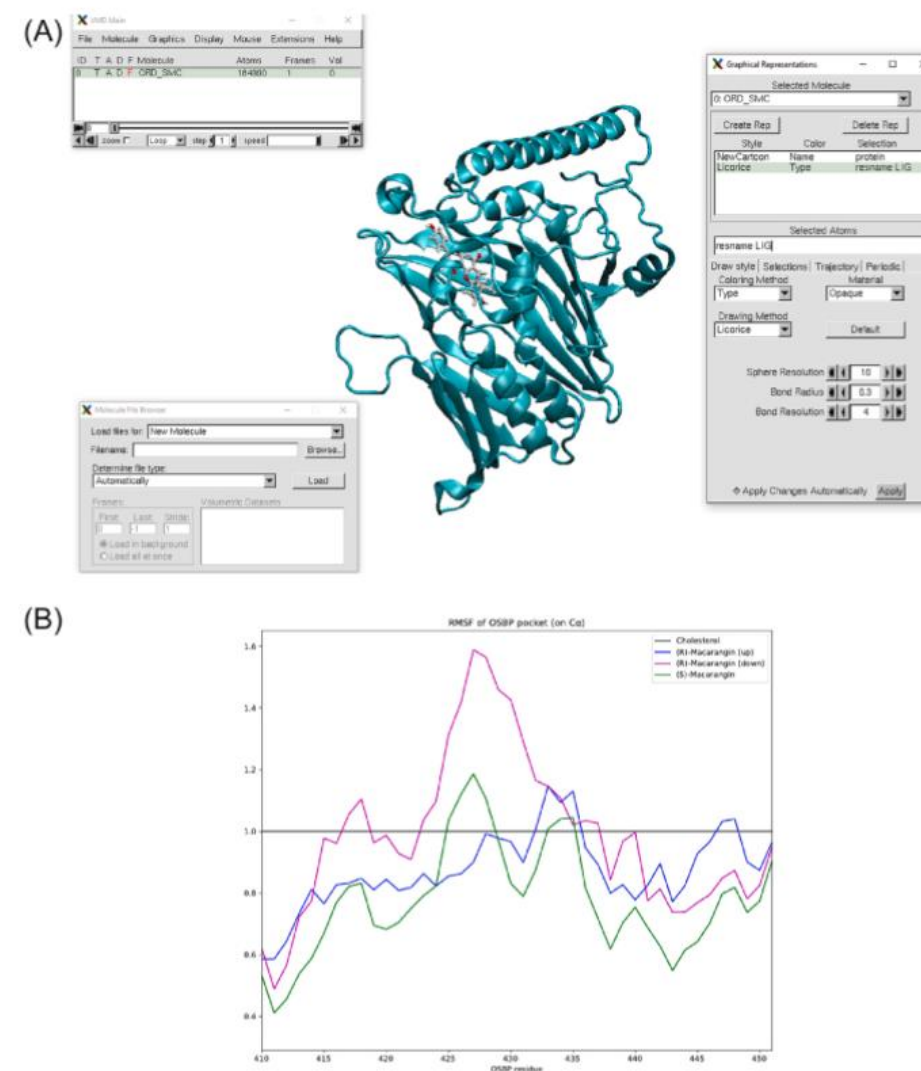 (A)
VMD Main
File Molecule Graphics Display Mouse Extensions Help
ID T A D F Molecule Atoms Frames Vol
0 T A D F ORD_SMC 1 0
zoom Loop step 1 speed
Graphical Representations
Selected Molecule
0: ORD_SMC
Create Rep Delete Rep
Style Color Selection
NewCartoon Name protein
Licorice Type resname LIG
Selected Atoms
resname LIG
Draw style Selections Trajectory Periodic
Coloring Method Material
Type Opaque
Drawing Method
Licorice Default
Sphere Resolution
Bond Radius 0.3
Bond Resolution 4
Apply Changes Automatically Apply
Molecule File Browser
Load files for: New Molecule
Filename: Browse...
Determine file type:
Automatically Load
Frames: Volumetric Datasets
First: Last: Stride:
0 -1 1
Load in background
Load all at once
(B)
RMSF of OSBP pocket (on Cα)
Cholesterol
(R)-Macarangin (up)
(R)-Macarangin (down)
(S)-Macarangin
1.6
1.4
1.2
1.0
0.8
0.6
0.4
410 415 420 425 430 435 440 445 450
OSBP residue